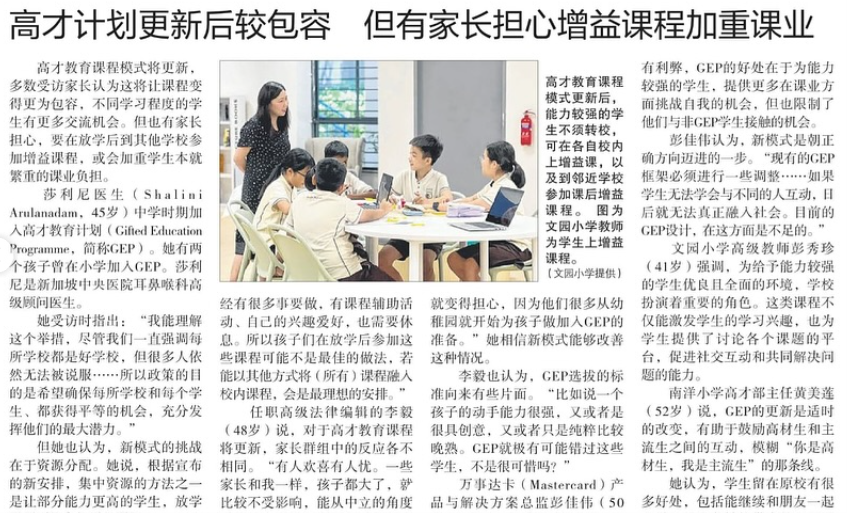 高才计划更新后较包容　但有家长担心增益课程加重课业
高才教育课程模式将更新，
多数受访家长认为这将让课程变
得更为包容，不同学习程度的学
生有更多交流机会。但也有家长
担心，要在放学后到其他学校参
加增益课程，或会加重学生本就
繁重的课业负担。
莎利尼医生（Shalini
Arulanadam，45岁）中学时期加
入高才教育计划（Gifted Education
Programme，简称GEP）。她有两
个孩子曾在小学加入GEP。莎利
尼是新加坡中央医院耳鼻喉科高
级顾问医生。
她受访时指出：“我能理解
这个举措，尽管我们一直强调每
所学校都是好学校，但很多人依
然无法被说服……所以政策的目
的是希望确保每所学校和每个学
生、都获得平等的机会，充分发
挥他们的最大潜力。”
但她也认为，新模式的挑战
在于资源分配。她说，根据宣布
的新安排，集中资源的方法之一
是让部分能力更高的学生，放学
高才教育课程
模式更新后，
能力较强的学
生不须转校，
可在各自校内
上增益课，以
及到邻近学校
参加课后增益
课程。图为
文园小学教师
为学生上增益
课程。
（文园小学提供）
经有很多事要做，有课程辅助活
动、自己的兴趣爱好，也需要休
息。所以孩子们在放学后参加这
些课程可能不是最佳的做法，若
能以其他方式将（所有）课程融入
校内课程，会是最理想的安排。”
任职高级法律编辑的李毅
（48岁）说，对于高才教育课程
将更新，家长群组中的反应各不
相同。“有人欢喜有人忧。一些
家长和我一样，孩子都大了，就
比较不受影响，能从中立的角度
就变得担心，因为他们很多从幼
稚园就开始为孩子做加入GEP的
准备。”她相信新模式能够改善
这种情况。
李毅也认为，GEP选拔的标
准向来有些片面。“比如说一个
孩子的动手能力很强，又或者是
很具创意，又或者只是纯粹比较
晚熟。GEP就极有可能错过这些
学生，不是很可惜吗？”
万事达卡（Mastercard）产
品与解决方案总监彭佳伟（50
有利弊，GEP的好处在于为能力
较强的学生，提供更多在课业方
面挑战自我的机会，但也限制了
他们与非GEP学生接触的机会。
彭佳伟认为，新模式是朝正
确方向迈进的一步。“现有的GEP
框架必须进行一些调整……如果
学生无法学会与不同的人互动，日
后就无法真正融入社会。目前的
GEP设计，在这方面是不足的。”
文园小学高级教师彭秀珍
（41岁）强调，为给予能力较强
的学生优良且全面的环境，学校
扮演着重要的角色。这类课程不
仅能激发学生的学习兴趣，也为
学生提供了讨论各个课题的平
台，促进社交互动和共同解决问
题的能力。
南洋小学高才部主任黄美莲
（52岁）说，GEP的更新是适时
的改变，有助于鼓励高材生和主
流生之间的互动，模糊“你是高
材生，我是主流生”的那条线。
她认为，学生留在原校有很
多好处，包括能继续和朋友一起